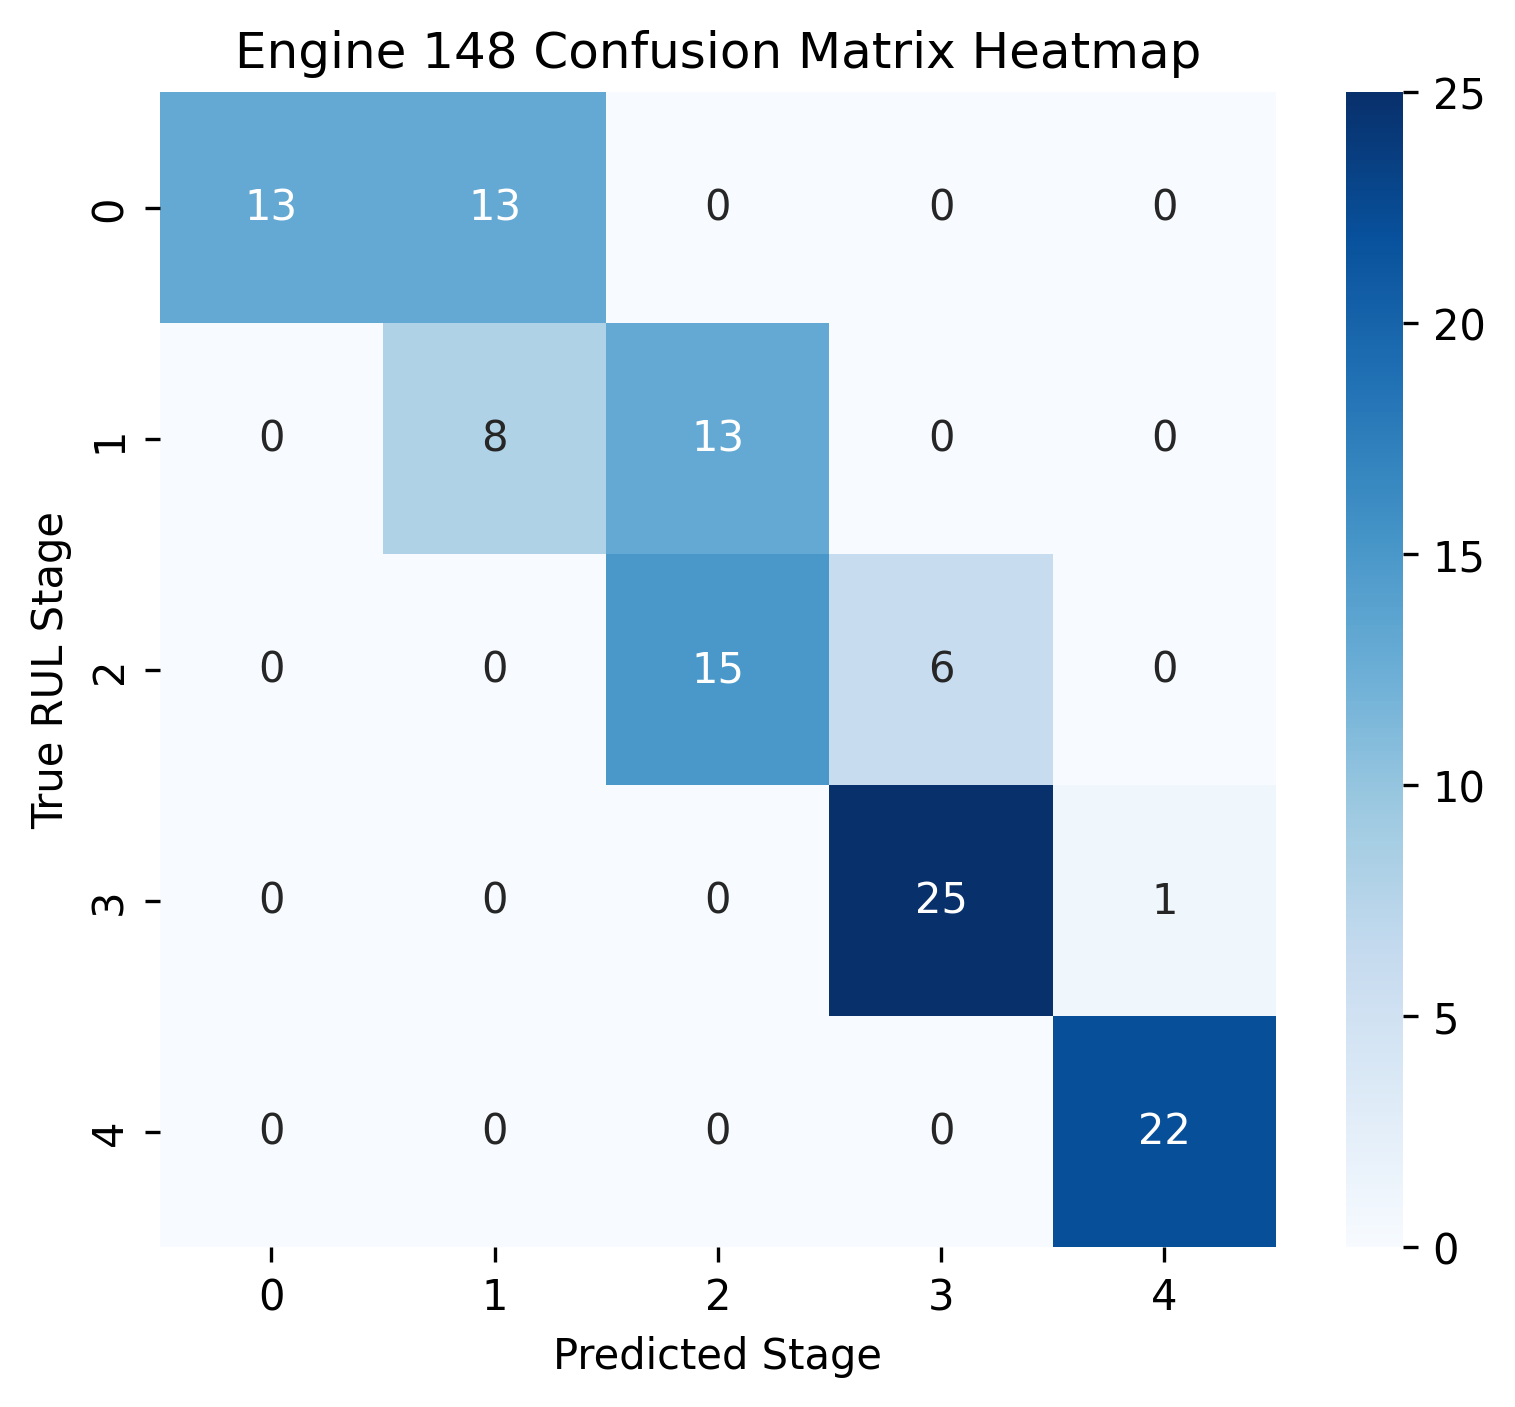 Engine 148 Confusion Matrix Heatmap
0 13 13 0 0 0
1 0 8 13 0 0
2 0 0 15 6 0
3 0 0 0 25 1
4 0 0 0 0 22
0 1 2 3 4
Predicted Stage
True RUL Stage
25
20
15
10
5
0